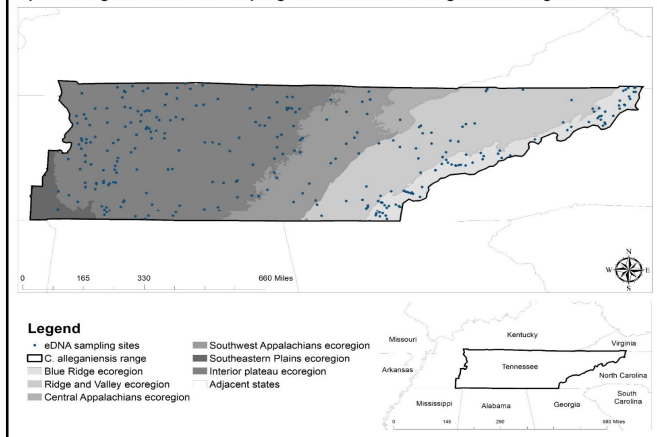 N
W E
S
0 165 330 660 Miles
Legend
eDNA sampling sites
C. alleganiensis range
Blue Ridge ecoregion
Ridge and Valley ecoregion
Central Appalachians ecoregion
Southwest Appalachians ecoregion
Southeastern Plains ecoregion
Interior plateau ecoregion
Adjacent states
Missouri
Kentucky
Virginia
Arkansas
Tennessee
North Carolina
South
Carolina
Mississippi
Alabama
Georgia
0 145 290 580 Miles